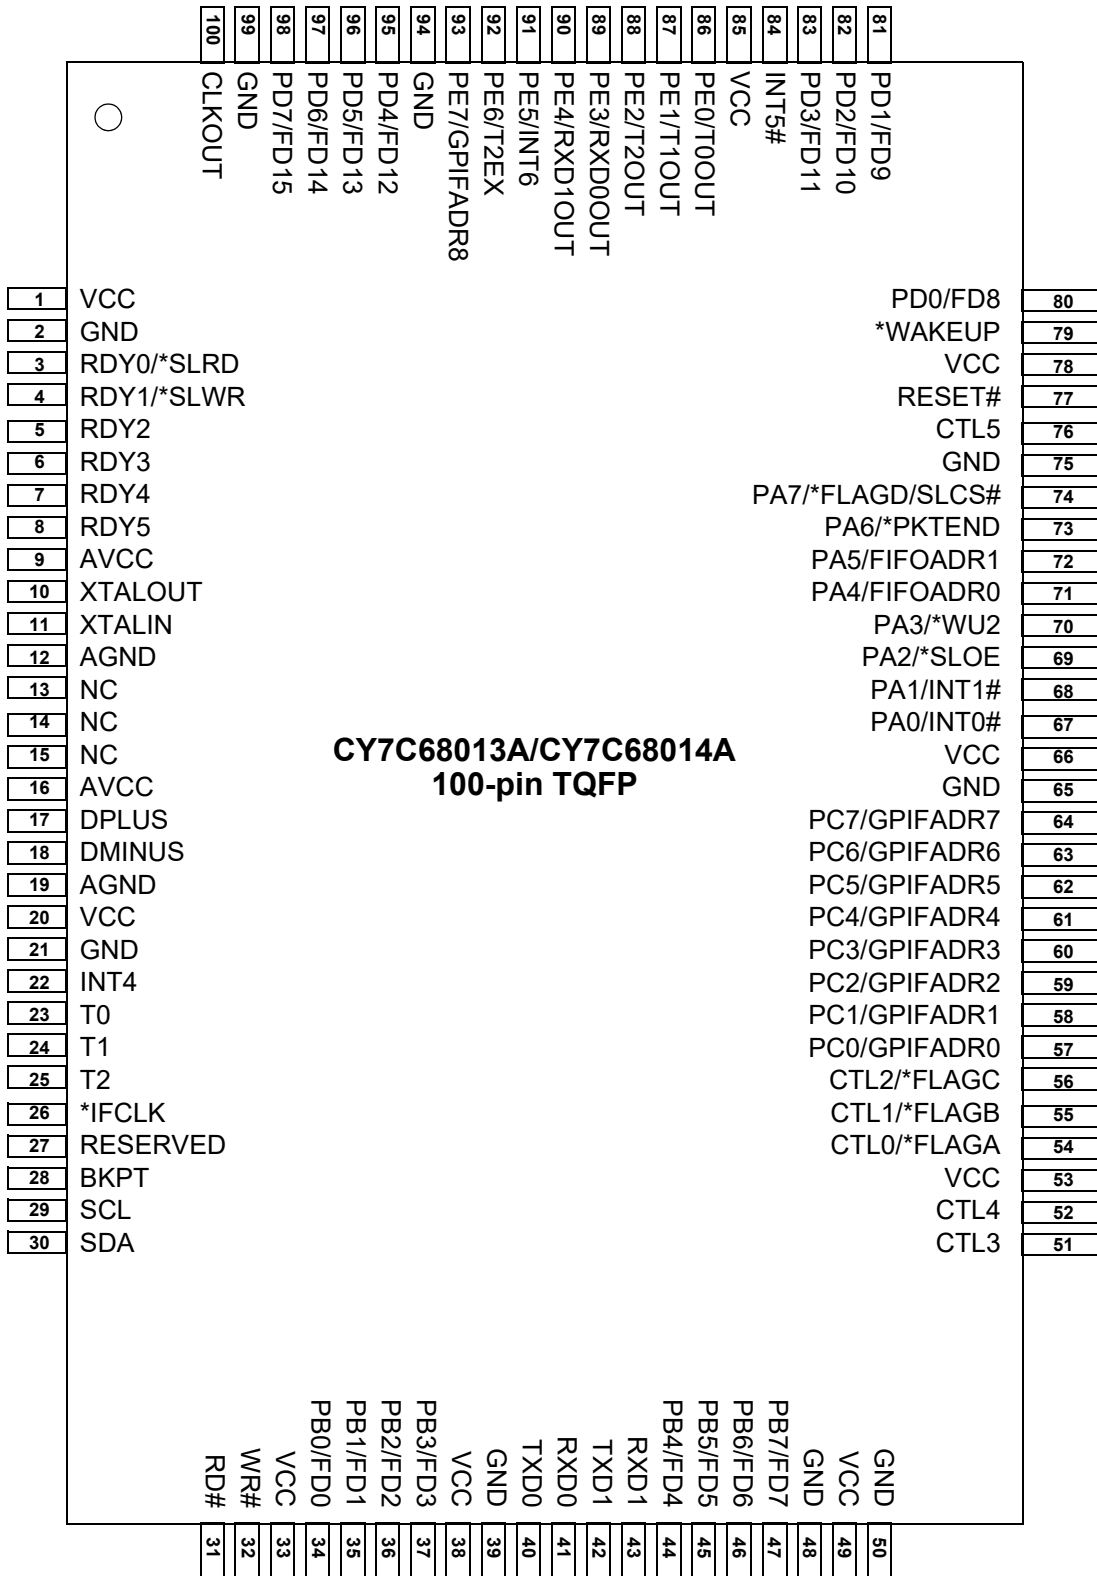 100 99 98 97 96 95 94 93 92 91 90 89 88 87 86 85 84 83 82 81
CLKOUT
GND
PD7/FD15
PD6/FD14
PD5/FD13
PD4/FD12
GND
PE7/GPIFADR8
PE6/T2EX
PE5/INT6
PE4/RXD1OUT
PE3/RXD0OUT
PE2/T2OUT
PE1/T1OUT
PE0/T0OUT
VCC
INT5#
PD3/FD11
PD2/FD10
PD1/FD9
1 VCC
2 GND
3 RDY0/*SLRD
4 RDY1/*SLWR
5 RDY2
6 RDY3
7 RDY4
8 RDY5
9 AVCC
10 XTALOUT
11 XTALIN
12 AGND
13 NC
14 NC
15 NC
16 AVCC
17 DPLUS
18 DMINUS
19 AGND
20 VCC
21 GND
22 INT4
23 T0
24 T1
25 T2
26 *IFCLK
27 RESERVED
28 BKPT
29 SCL
30 SDA
CY7C68013A/CY7C68014A
100-pin TQFP
PD0/FD8 80
*WAKEUP 79
VCC 78
RESET# 77
CTL5 76
GND 75
PA7/*FLAGD/SLCS# 74
PA6/*PKTEND 73
PA5/FIFOADR1 72
PA4/FIFOADR0 71
PA3/*WU2 70
PA2/*SLOE 69
PA1/INT1# 68
PA0/INT0# 67
VCC 66
GND 65
PC7/GPIFADR7 64
PC6/GPIFADR6 63
PC5/GPIFADR5 62
PC4/GPIFADR4 61
PC3/GPIFADR3 60
PC2/GPIFADR2 59
PC1/GPIFADR1 58
PC0/GPIFADR0 57
CTL2/*FLAGC 56
CTL1/*FLAGB 55
CTL0/*FLAGA 54
VCC 53
CTL4 52
CTL3 51
RD#
WR#
VCC
PB0/FD0
PB1/FD1
PB2/FD2
PB3/FD3
VCC
GND
TXD0
RXD0
TXD1
RXD1
PB4/FD4
PB5/FD5
PB6/FD6
PB7/FD7
GND
VCC
GND
31 32 33 34 35 36 37 38 39 40 41 42 43 44 45 46 47 48 49 50